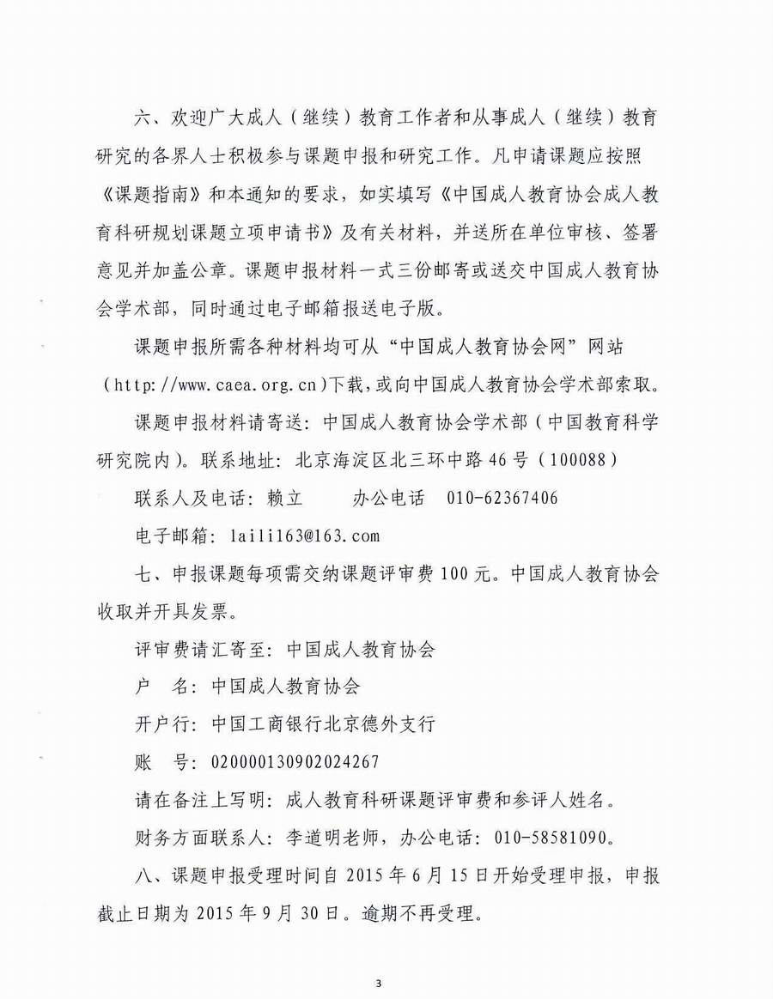 六、欢迎广大成人（继续）教育工作者和从事成人（继续）教育
研究的各界人士积极参与课题申报和研究工作。凡申请课题应按照
《课题指南》和本通知的要求，如实填写《中国成人教育协会成人教
育科研规划课题立项申请书》及有关材料，并送所在单位审核、签署
意见并加盖公章。课题申报材料一式三份邮寄或送交中国成人教育协
会学术部，同时通过电子邮箱报送电子版。
课题申报所需各种材料均可从“中国成人教育协会网”网站
（http://www.caea.org.cn)下载，或向中国成人教育协会学术部索取。
课题申报材料请寄送：中国成人教育协会学术部（中国教育科学
研究院内）。联系地址：北京海淀区北三环中路 46 号（100088）
联系人及电话：赖立 办公电话 010-62367406
电子邮箱：laili163@163.com
七、申报课题每项需交纳课题评审费 100 元。中国成人教育协会
收取并开具发票。
评审费请汇寄至：中国成人教育协会
户 名：中国成人教育协会
开户行：中国工商银行北京德外支行
账 号：020000130902024267
请在备注上写明：成人教育科研课题评审费和参评人姓名。
财务方面联系人：李道明老师，办公电话：010-58581090。
八、课题申报受理时间自 2015 年 6 月 15 日开始受理申报，申报
截止日期为 2015 年 9 月 30 日。逾期不再受理。
3